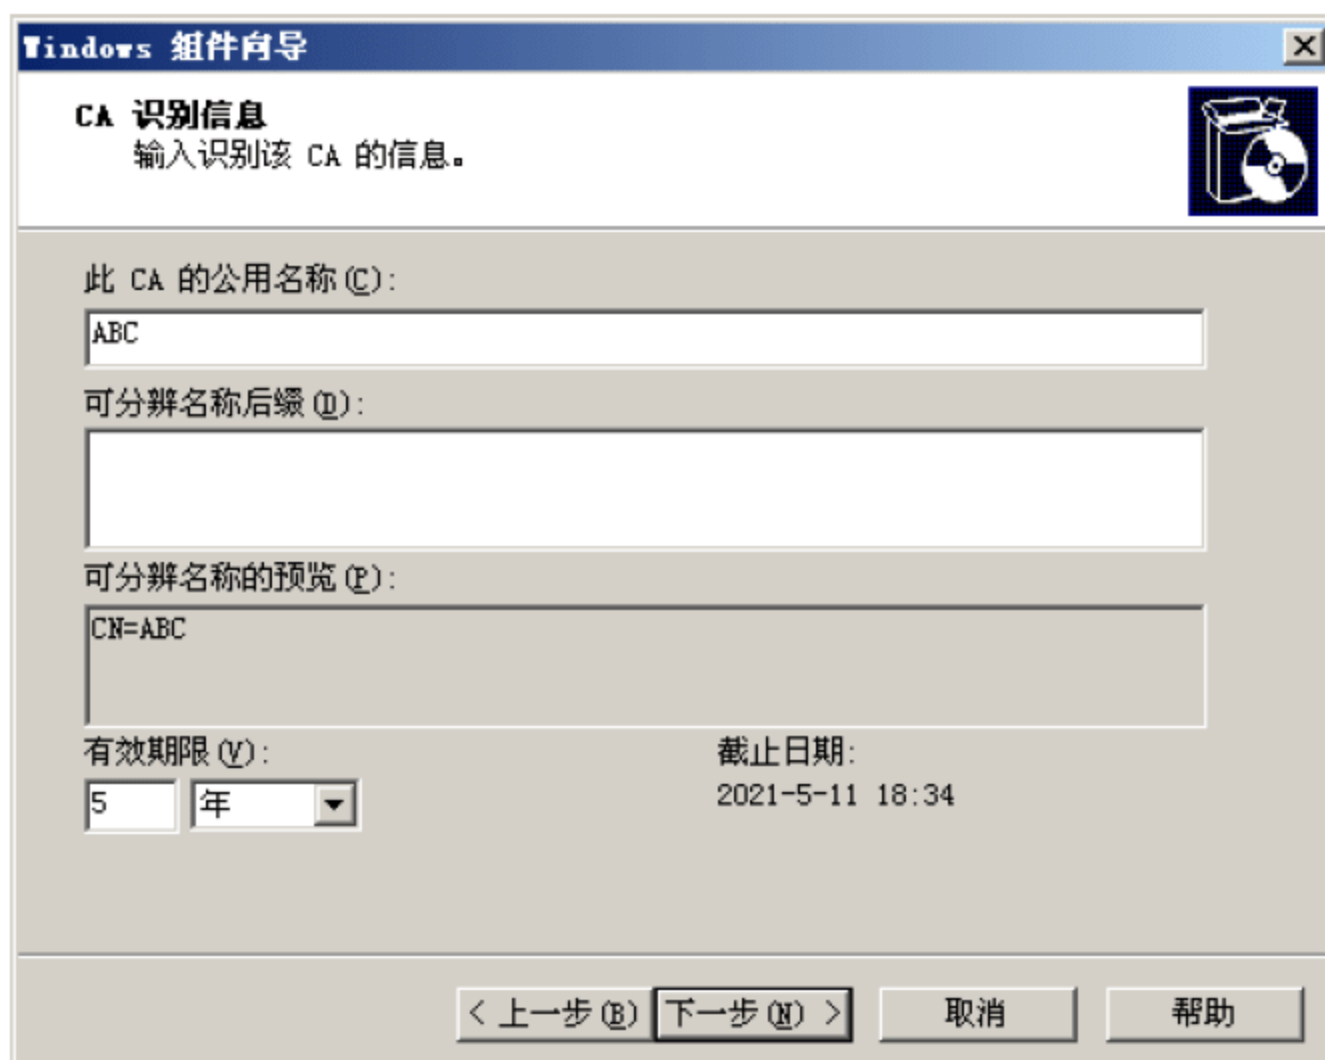 Windows 组件向导
CA 识别信息
输入识别该 CA 的信息。
此 CA 的公用名称(C):
ABC
可分辨名称后缀(D):
可分辨名称的预览(P):
CN=ABC
有效期限(V):
截止日期:
5 年
2021-5-11 18:34
< 上一步(B) 下一步(N) > 取消 帮助